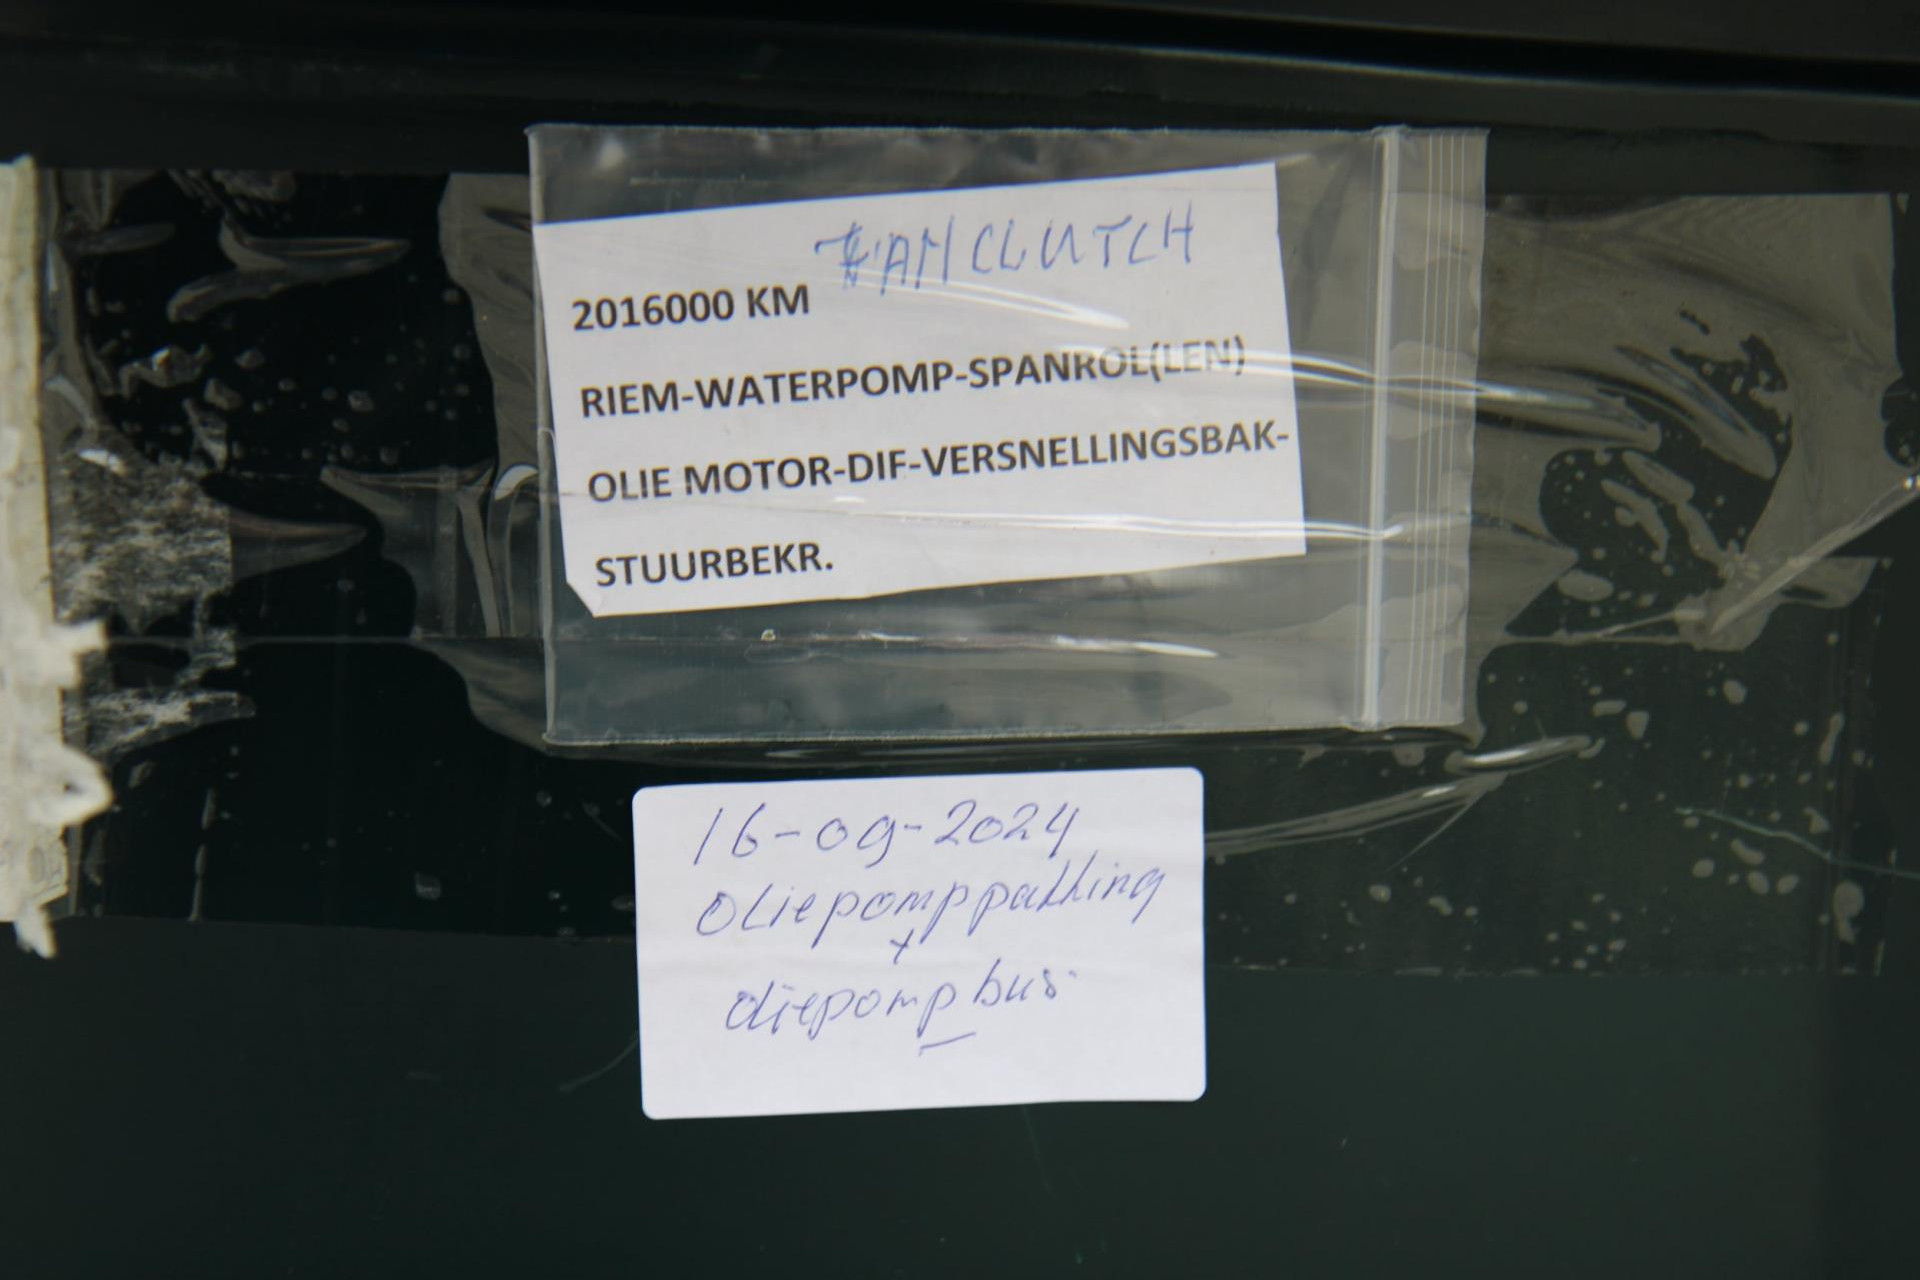 FAN CLUTCH
2016000 KM
RIEM-WATERPOMP-SPANROL(LEN)
OLIE MOTOR-DIF-VERSNELLINGSBAK-
STUURBEKR.
16-09-2024
oliepomppakking
+
oliepomp bus